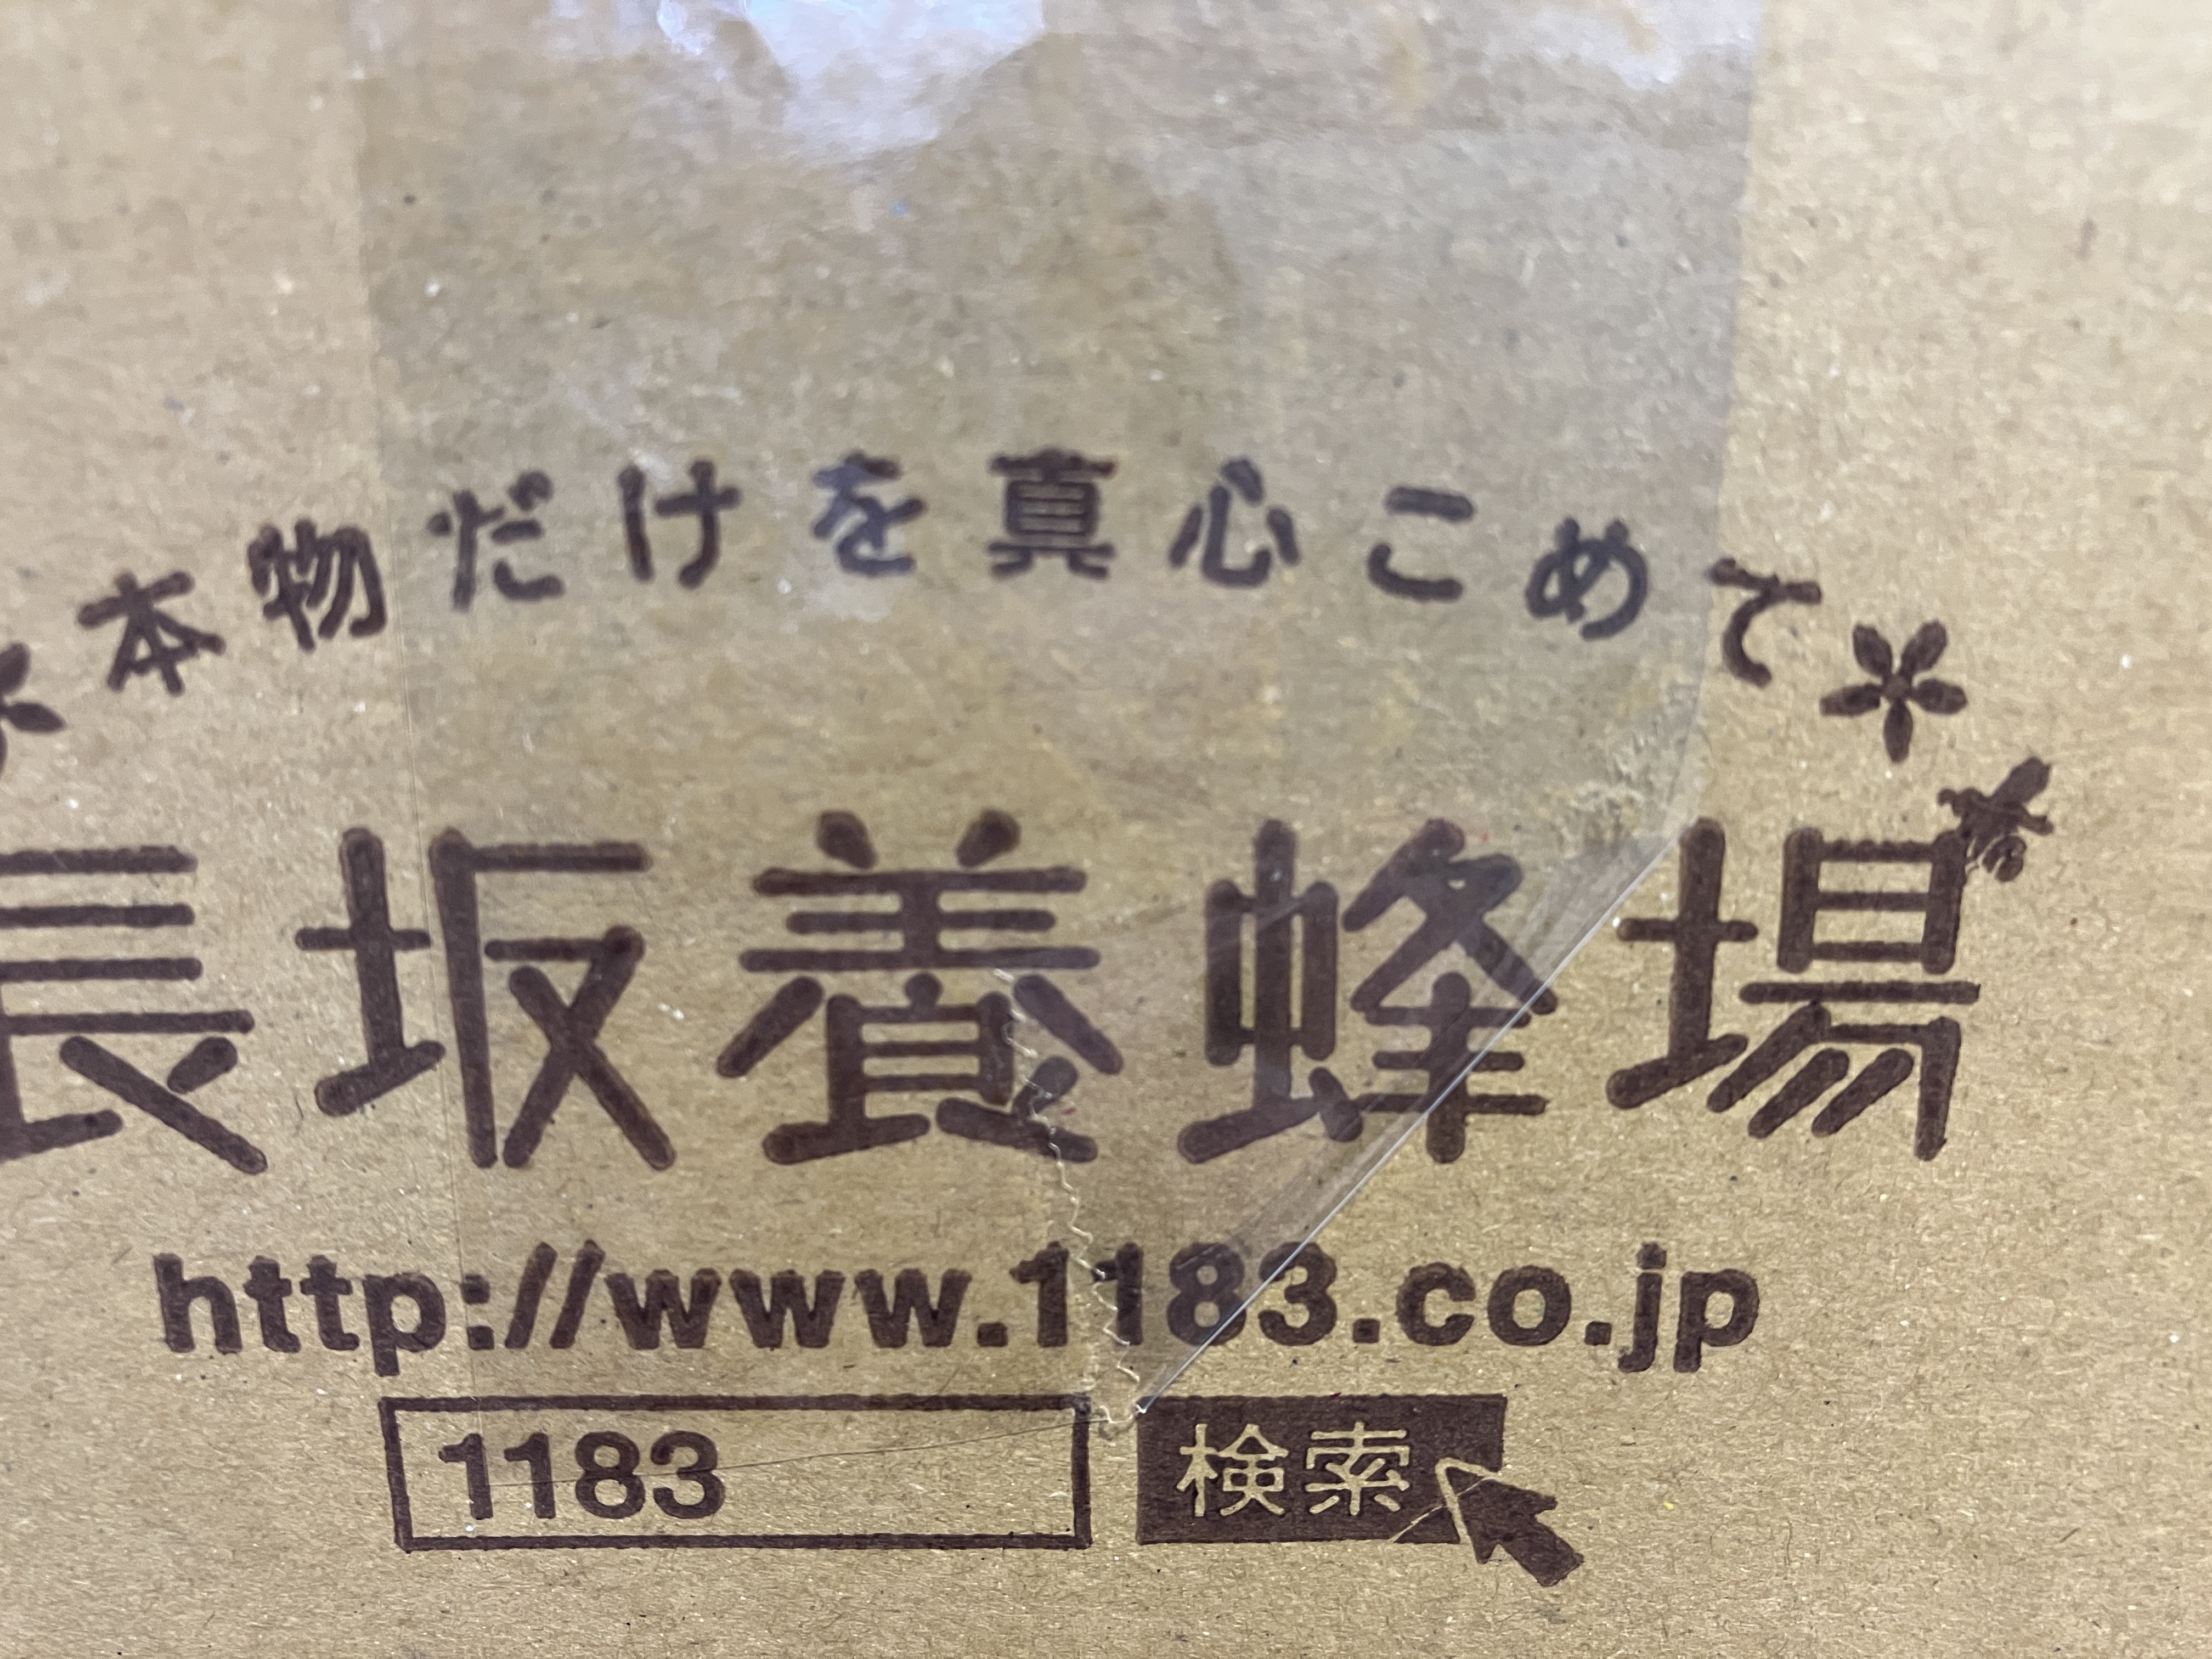 本物だけを真心こめて
長坂養蜂場
http://www.1183.co.jp
1183 検索